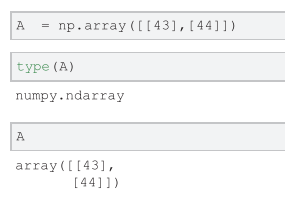 A  = np.array([[43],[44]])
type(A)
numpy.ndarray
A
array([[43],
       [44]])